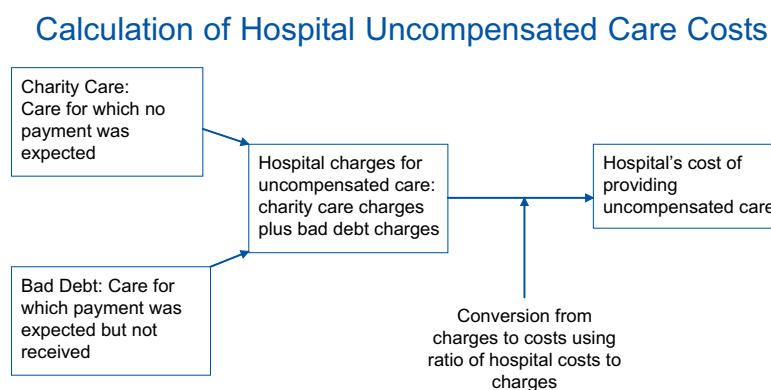 Calculation of Hospital Uncompensated Care Costs
Charity Care:
Care for which no
payment was
expected
Hospital charges for
uncompensated care:
charity care charges
plus bad debt charges
Hospital's cost of
providing
uncompensated care
Bad Debt: Care for
which payment was
expected but not
received
Conversion from
charges to costs using
ratio of hospital costs to
charges